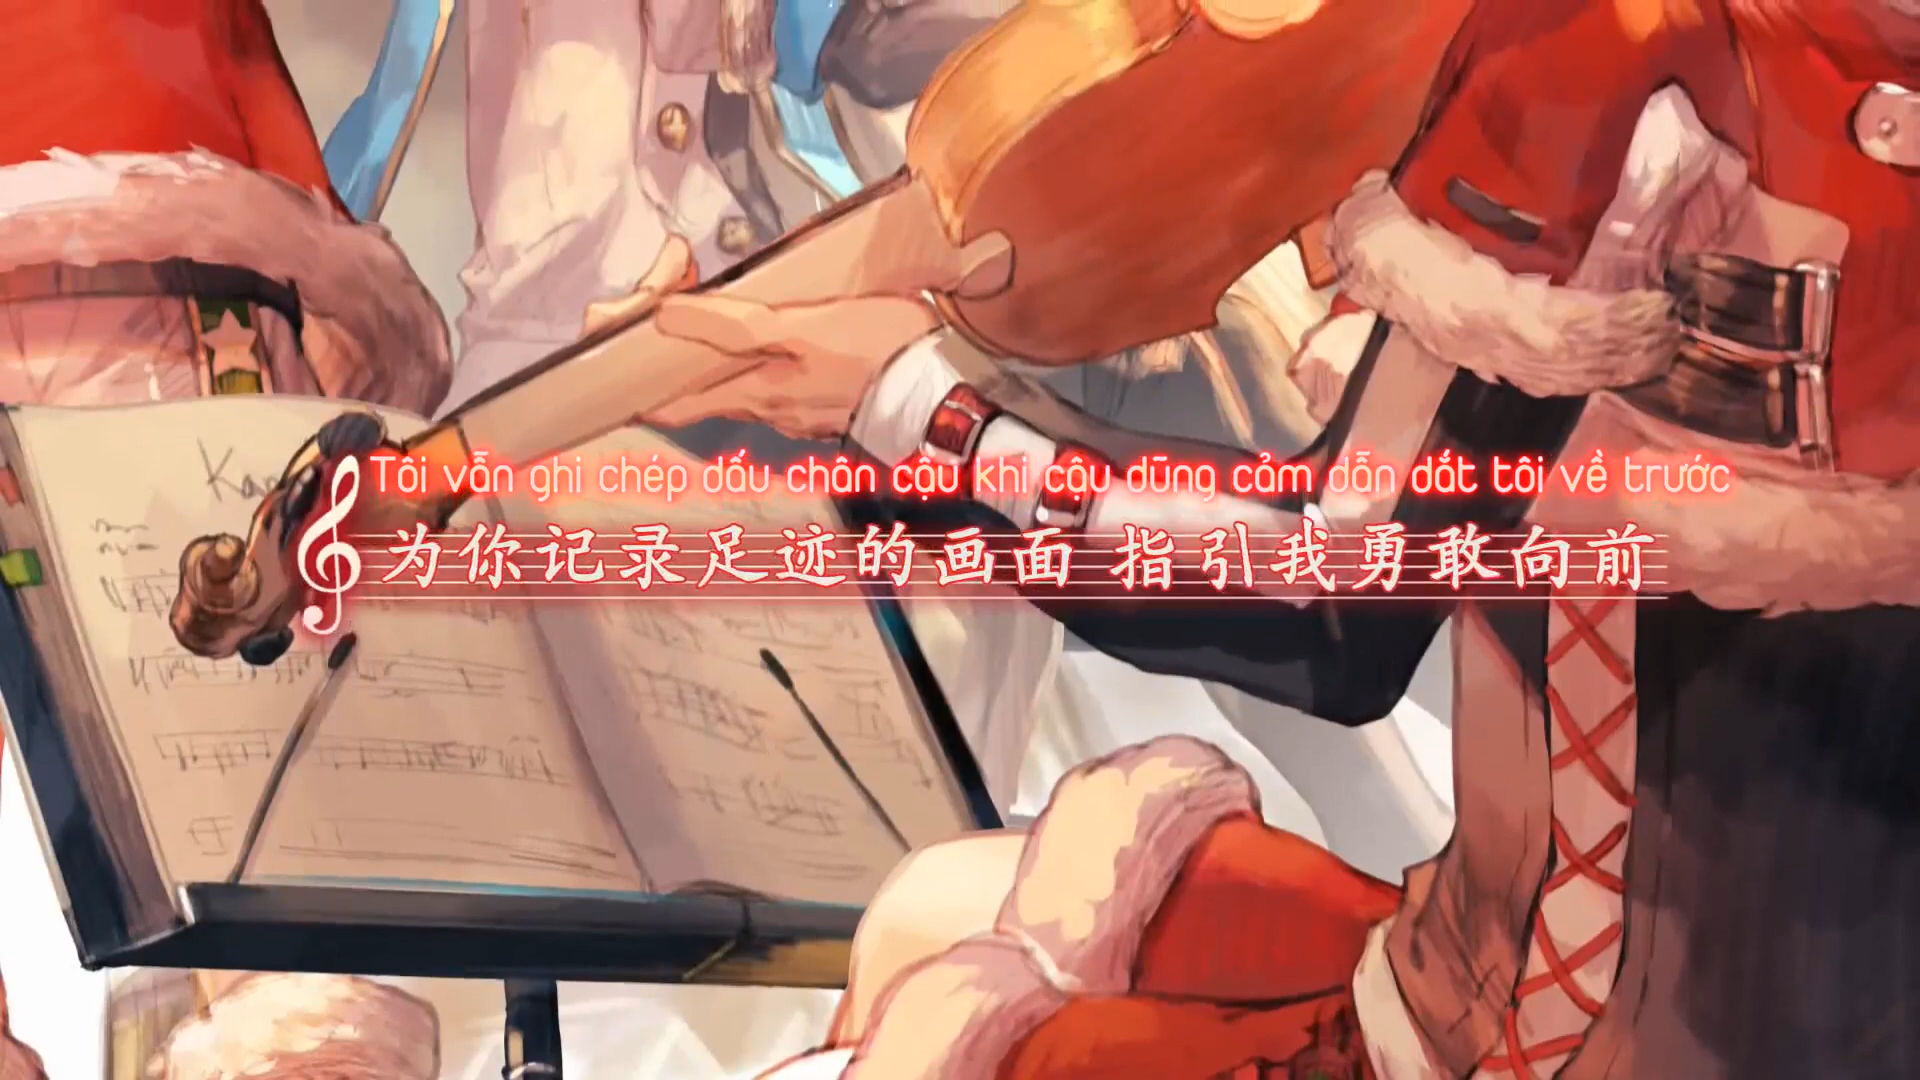 Tôi vẫn ghi chép dấu chân cậu khi cậu dũng cảm dẫn dắt tôi về trước
为你记录足迹的画面 指引我勇敢向前